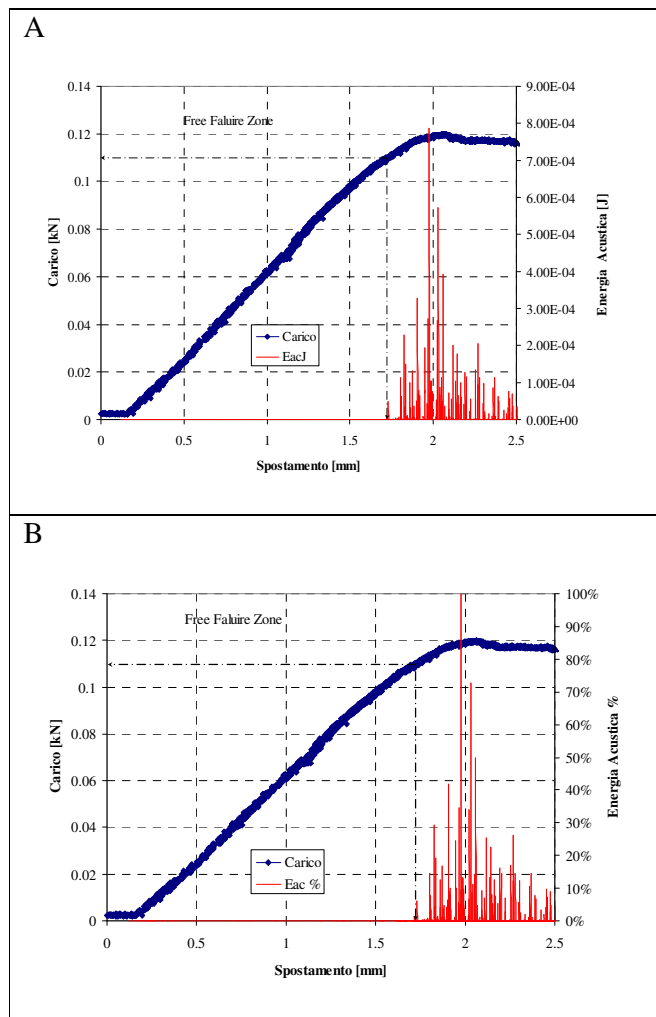 A
0.14
0.12
0.1
0.08
0.06
0.04
0.02
0
Carico [kN]
9.00E-04
8.00E-04
7.00E-04
6.00E-04
5.00E-04
4.00E-04
3.00E-04
2.00E-04
1.00E-04
0.00E+00
Energia Acustica [J]
Free Faluire Zone
Carico
EacJ
0 0.5 1 1.5 2 2.5
Spostamento [mm]
B
0.14
0.12
0.1
0.08
0.06
0.04
0.02
0
Carico [kN]
100%
90%
80%
70%
60%
50%
40%
30%
20%
10%
0%
Energia Acustica %
Free Faluire Zone
Carico
Eac %
0 0.5 1 1.5 2 2.5
Spostamento [mm]